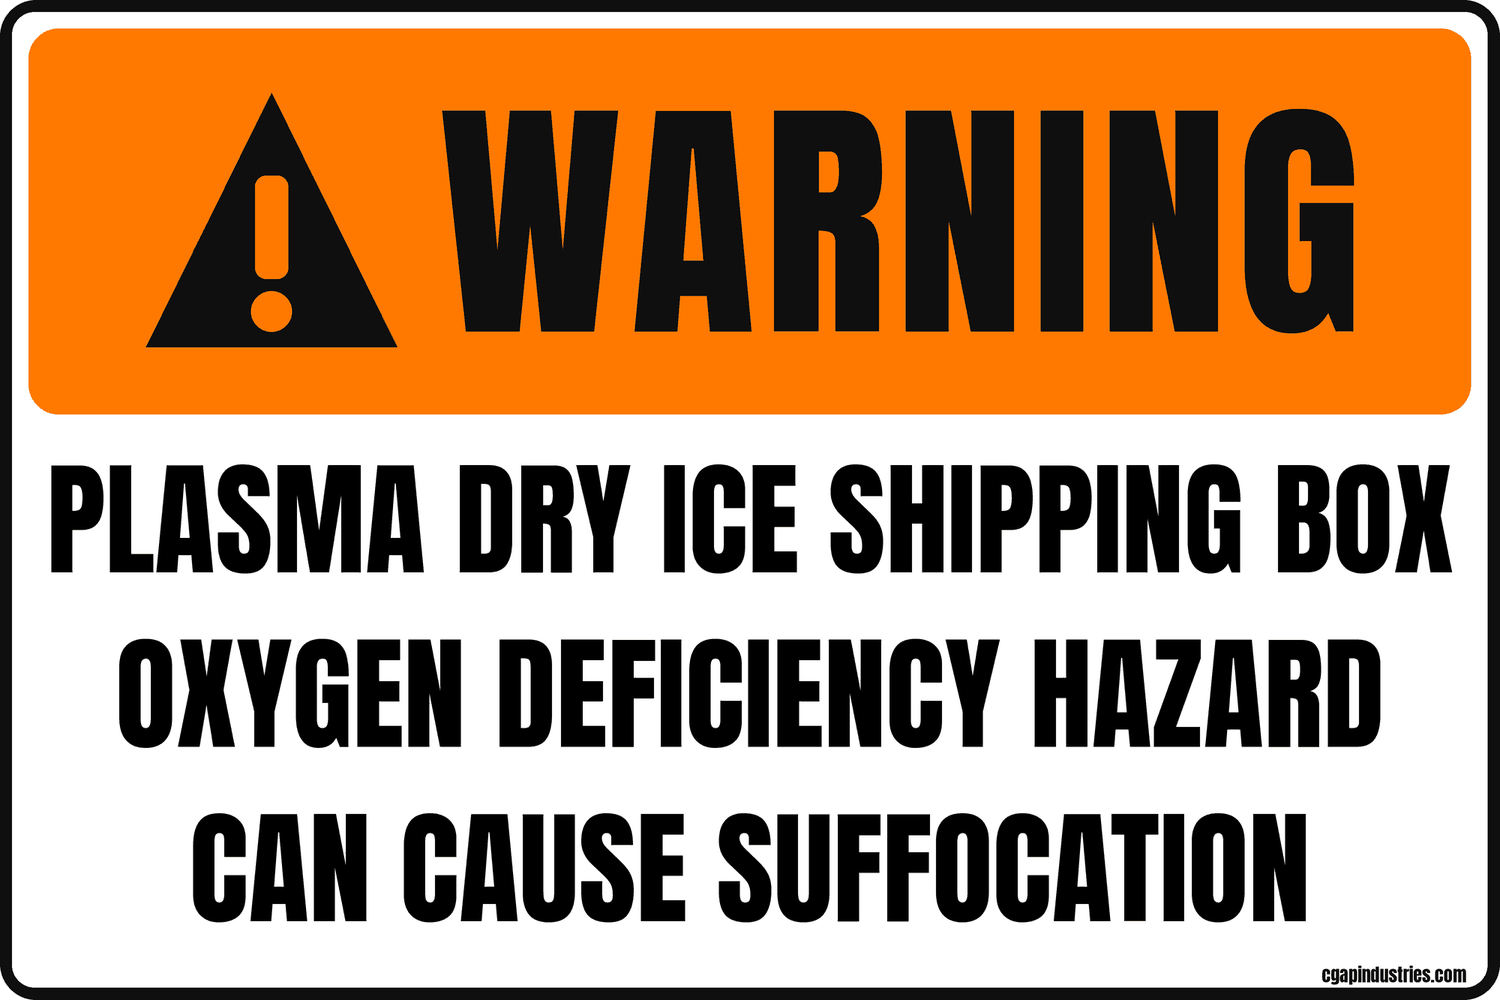 WARNING
PLASMA DRY ICE SHIPPING BOX
OXYGEN DEFICIENCY HAZARD
CAN CAUSE SUFFOCATION
cgapindustries.com